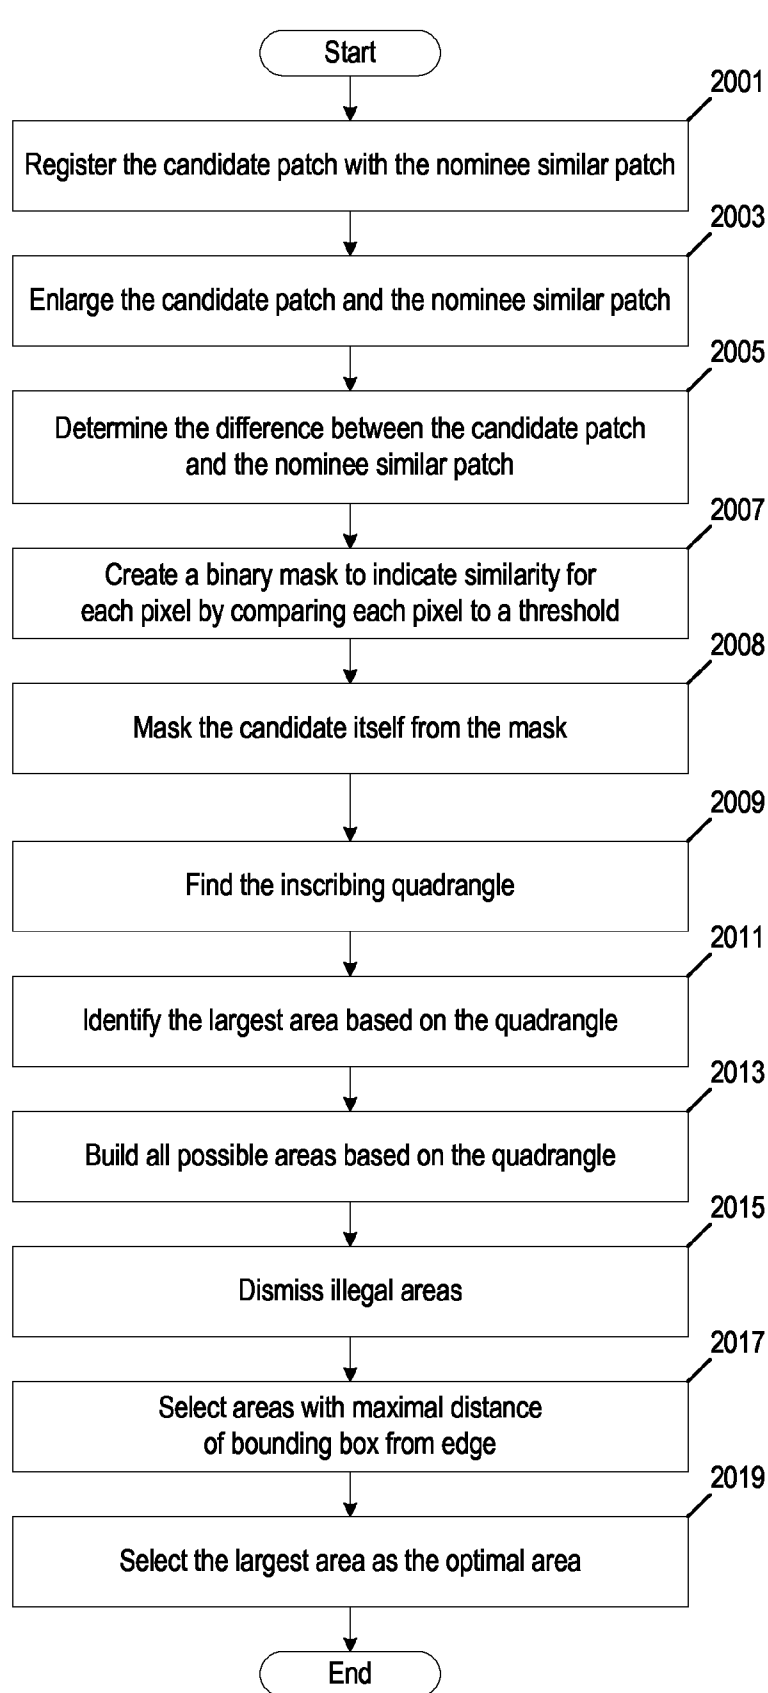 Start
2001
Register the candidate patch with the nominee similar patch
2003
Enlarge the candidate patch and the nominee similar patch
2005
Determine the difference between the candidate patch
and the nominee similar patch
2007
Create a binary mask to indicate similarity for
each pixel by comparing each pixel to a threshold
2008
Mask the candidate itself from the mask
2009
Find the inscribing quadrangle
2011
Identify the largest area based on the quadrangle
2013
Build all possible areas based on the quadrangle
2015
Dismiss illegal areas
2017
Select areas with maximal distance
of bounding box from edge
2019
Select the largest area as the optimal area
End